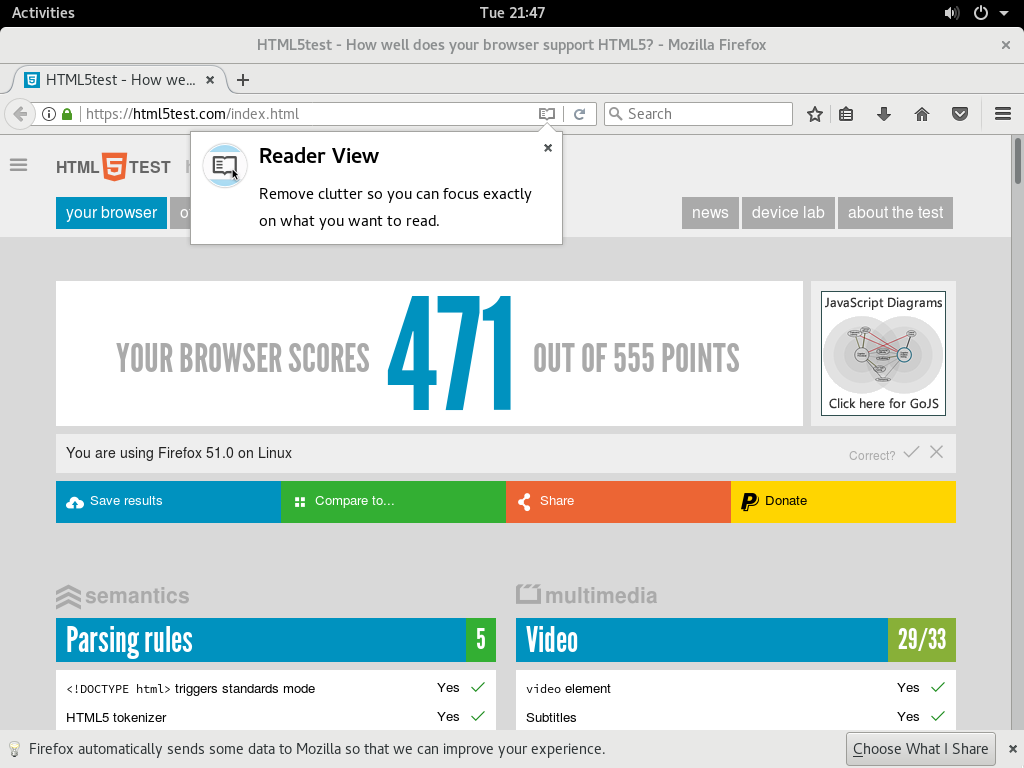 Activities
Tue 21:47
HTML5test - How well does your browser support HTML5? - Mozilla Firefox
HTML5test - How we...
https://html5test.com/index.html
Search
Reader View
Remove clutter so you can focus exactly
on what you want to read.
HTML 5 TEST
your browser
news
device lab
about the test
YOUR BROWSER SCORES 471 OUT OF 555 POINTS
JavaScript Diagrams
Click here for GoJS
You are using Firefox 51.0 on Linux
Correct?
Save results
Compare to...
Share
Donate
semantics
multimedia
Parsing rules 5
Video 29/33
<!DOCTYPE html> triggers standards mode Yes
video element Yes
HTML5 tokenizer Yes
Subtitles Yes
Firefox automatically sends some data to Mozilla so that we can improve your experience.
Choose What I Share